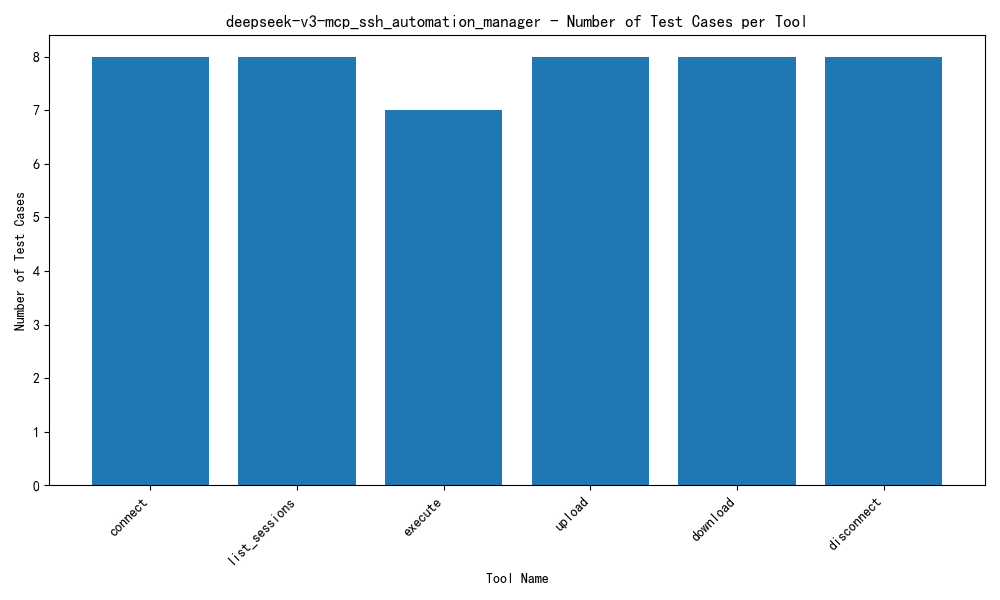 deepseek-v3-mcp_ssh_automation_manager - Number of Test Cases per Tool
Number of Test Cases
8
7
6
5
4
3
2
1
0
connect
list_sessions
execute
upload
download
disconnect
Tool Name